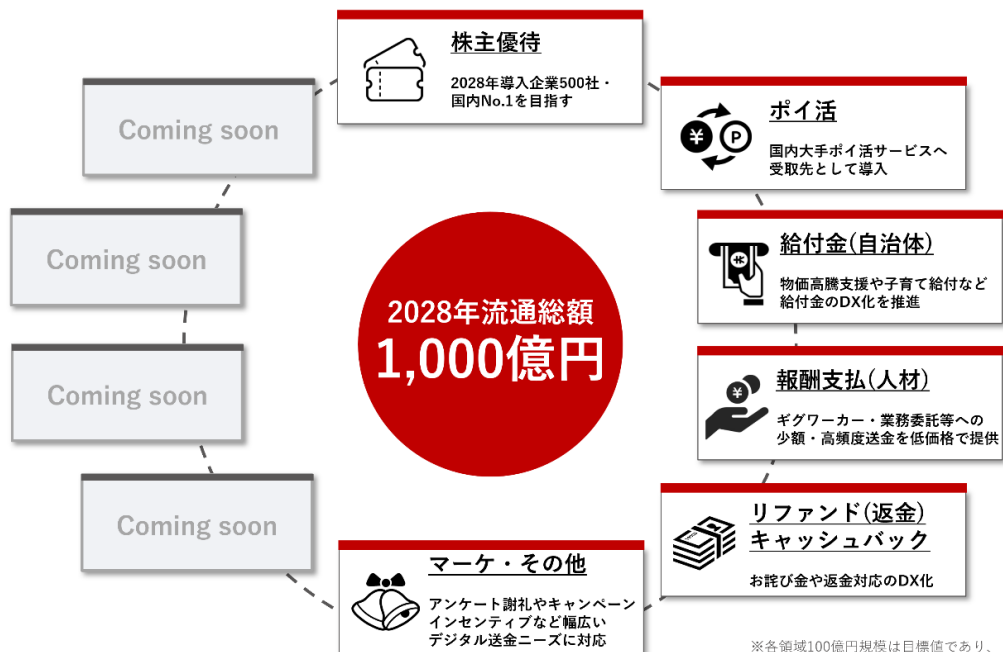 株主優待
2028年導入企業500社・
国内No.1を目指す
ポイ活
国内大手ポイ活サービスへ
受取先として導入
給付金(自治体)
物価高騰支援や子育て給付など
給付金のDX化を推進
報酬支払(人材)
ギグワーカー・業務委託等への
少額・高頻度送金を低価格で提供
リファンド(返金)
キャッシュバック
お詫び金や返金対応のDX化
マーケ・その他
アンケート謝礼やキャンペーン
インセンティブなど幅広い
デジタル送金ニーズに対応
Coming soon
Coming soon
Coming soon
Coming soon
2028年流通総額
1,000億円
※各領域100億円規模は目標値であり、